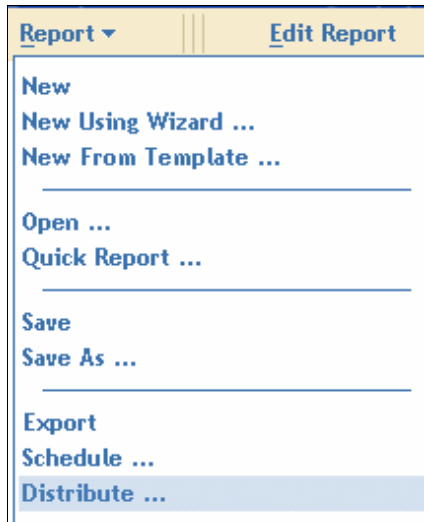 Report Edit Report
New
New Using Wizard ...
New From Template ...
Open ...
Quick Report ...
Save
Save As ...
Export
Schedule ...
Distribute ...